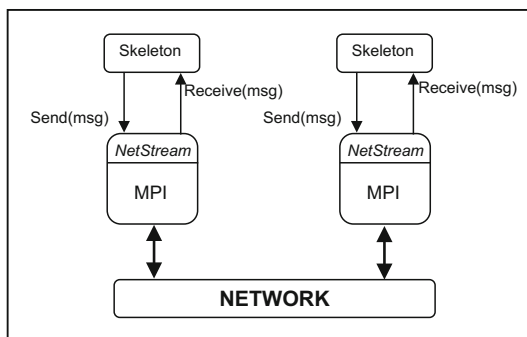 Skeleton
Skeleton
Receive(msg)
Receive(msg)
Send(msg)
Send(msg)
NetStream
NetStream
MPI
MPI
NETWORK